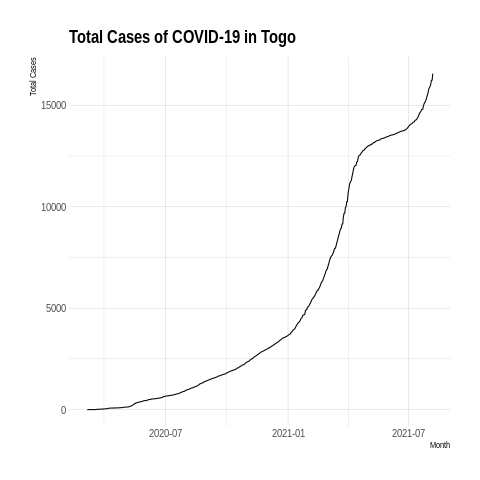 Total Cases of COVID-19 in Togo
Total Cases
15000
10000
5000
0
2020-07
2021-01
2021-07
Month